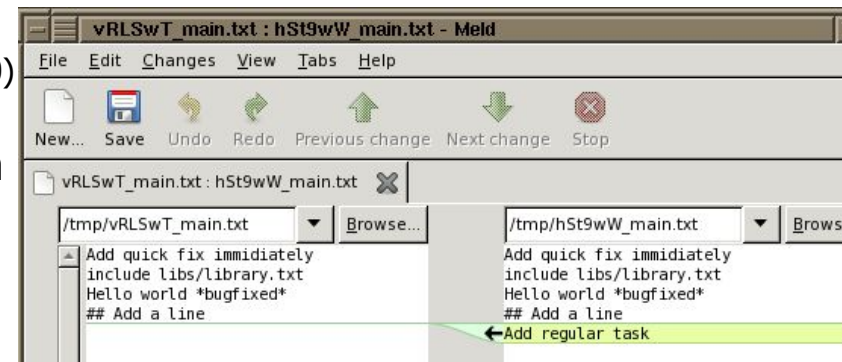 vRLSwT_main.txt : hSt9wW_main.txt - Meld
File Edit Changes View Tabs Help
New... Save Undo Redo Previous change Next change Stop
vRLSwT_main.txt : hSt9wW_main.txt
/tmp/vRLSwT_main.txt Browse... /tmp/hSt9wW_main.txt Brows
Add quick fix immidiately
include libs/library.txt
Hello world *bugfixed*
## Add a line
Add quick fix immidiately
include libs/library.txt
Hello world *bugfixed*
## Add a line
Add regular task